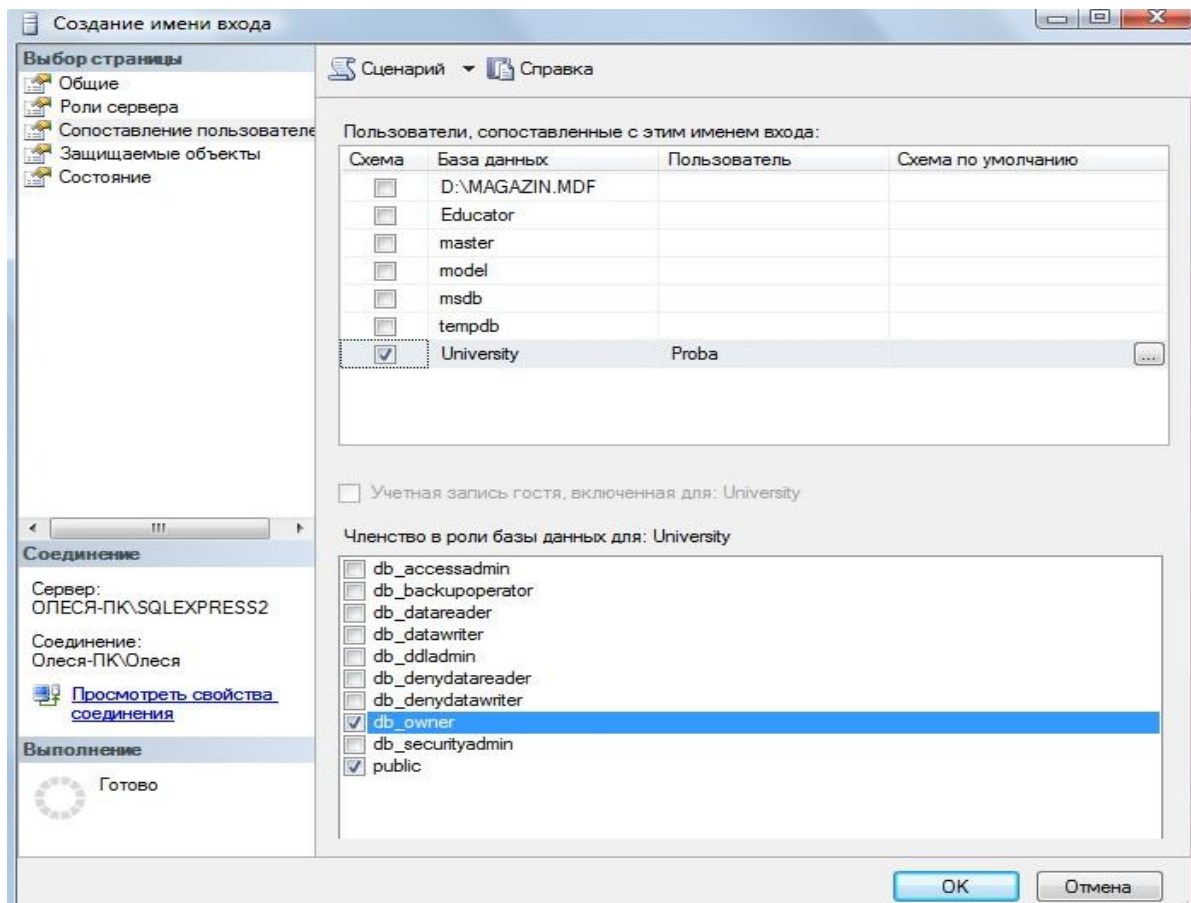 Создание имени входа
Выбор страницы
Общие
Роли сервера
Сопоставление пользователе
Защищаемые объекты
Состояние
Сценарий Справка
Пользователи, сопоставленные с этим именем входа:
Схема База данных Пользователь Схема по умолчанию
D:\MAGAZIN.MDF
Educator
master
model
msdb
tempdb
University Proba ...
Учетная запись гостя, включенная для: University
Членство в роли базы данных для: University
db_accessadmin
db_backupoperator
db_datareader
db_datawriter
db_ddladmin
db_denydatareader
db_denydatawriter
db_owner
db_securityadmin
public
Соединение
Сервер:
ОЛЕСЯ-ПК\SQLEXPRESS2
Соединение:
Олеся-ПК\Олеся
Просмотреть свойства
соединения
Выполнение
Готово
OK Отмена